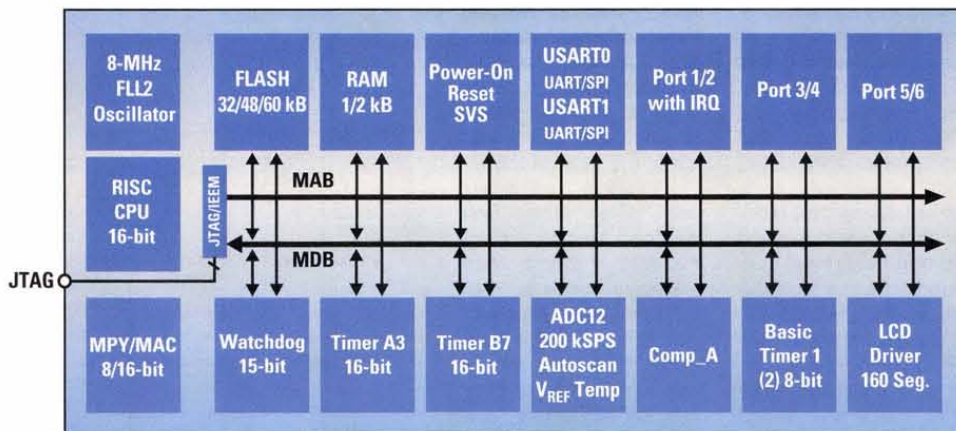 8-MHz
FLL2
Oscillator
FLASH
32/48/60 kB
RAM
1/2 kB
Power-On
Reset
SVS
USART0
UART/SPI
USART1
UART/SPI
Port 1/2
with IRQ
Port 3/4
Port 5/6
RISC
CPU
16-bit
JTAG/IEEM
MAB
MDB
JTAG
MPY/MAC
8/16-bit
Watchdog
15-bit
Timer A3
16-bit
Timer B7
16-bit
ADC12
200 kSPS
Autoscan
VREF Temp
Comp_A
Basic
Timer 1
(2) 8-bit
LCD
Driver
160 Seg.